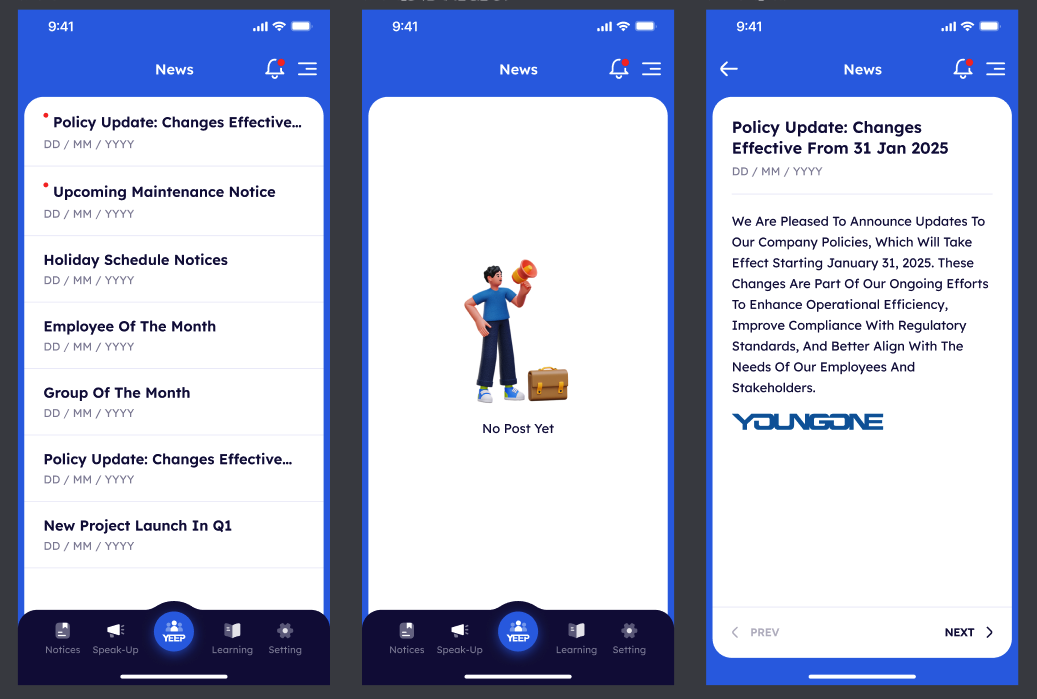 9:41
News
Policy Update: Changes Effective...
DD / MM / YYYY
Upcoming Maintenance Notice
DD / MM / YYYY
Holiday Schedule Notices
DD / MM / YYYY
Employee Of The Month
DD / MM / YYYY
Group Of The Month
DD / MM / YYYY
Policy Update: Changes Effective...
DD / MM / YYYY
New Project Launch In Q1
DD / MM / YYYY
Notices
Speak-Up
YEEP
Learning
Setting
9:41
News
No Post Yet
Notices
Speak-Up
YEEP
Learning
Setting
9:41
News
Policy Update: Changes
Effective From 31 Jan 2025
DD / MM / YYYY
We Are Pleased To Announce Updates To
Our Company Policies, Which Will Take
Effect Starting January 31, 2025. These
Changes Are Part Of Our Ongoing Efforts
To Enhance Operational Efficiency,
Improve Compliance With Regulatory
Standards, And Better Align With The
Needs Of Our Employees And
Stakeholders.
YOUNGONE
PREV
NEXT